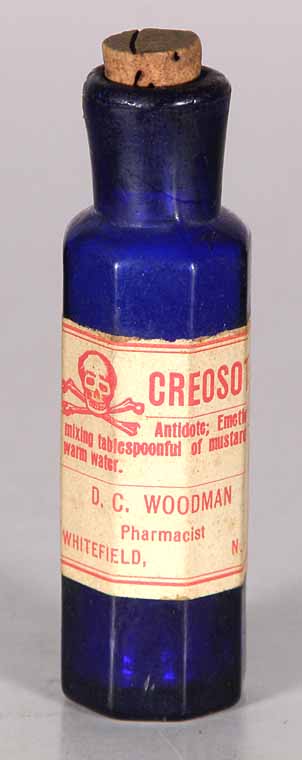 CREOSOT
Antidote; Emeti
mixing tablespoonful of mustard
warm water.
D. C. WOODMAN
Pharmacist
WHITEFIELD, N.